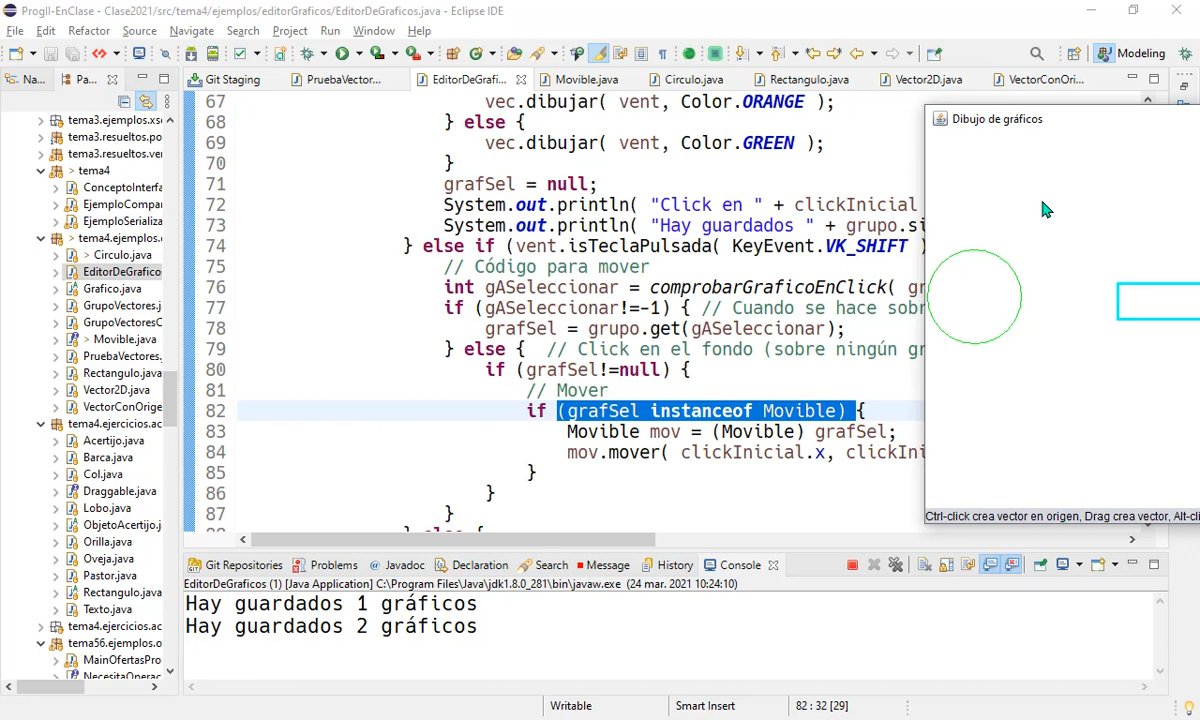 ProgII-EnClase - Clase2021/src/tema4/ejemplos/editorGraficos/EditorDeGraficos.java - Eclipse IDE
File Edit Refactor Source Navigate Search Project Run Window Help
Modeling
Na... Pa... Git Staging PruebaVector... EditorDeGrafi... Movible.java Circulo.java Rectangulo.java Vector2D.java VectorConOri...
tema3.ejemplos.xs
tema3.resueltos.po
tema3.resueltos.ver
> tema4
ConceptoInterfa
EjemploCompar
EjemploSerializa
> tema4.ejemplos.
> Circulo.java
EditorDeGrafico
Grafico.java
GrupoVectores.j
GrupoVectoresC
> Movible.java
PruebaVectores.
Rectangulo.java
Vector2D.java
VectorConOrige
tema4.ejercicios.ac
Acertijo.java
Barca.java
Col.java
Draggable.java
Lobo.java
ObjetoAcertijo.j
Orilla.java
Oveja.java
Pastor.java
Rectangulo.java
Texto.java
tema4.ejercicios.ac
tema56.ejemplos.o
MainOfertasPro
NecesitaOperac
67 vec.dibujar( vent, Color.ORANGE );
68 } else {
69 vec.dibujar( vent, Color.GREEN );
70 }
71 grafSel = null;
72 System.out.println( "Click en " + clickInicial
73 System.out.println( "Hay guardados " + grupo.si
74 } else if (vent.isTeclaPulsada( KeyEvent.VK_SHIFT )
75 // Código para mover
76 int gASeleccionar = comprobarGraficoEnClick( g
77 if (gASeleccionar!=-1) { // Cuando se hace sob
78 grafSel = grupo.get(gASeleccionar);
79 } else { // Click en el fondo (sobre ningún g
80 if (grafSel!=null) {
81 // Mover
82 if (grafSel instanceof Movible) {
83 Movible mov = (Movible) grafSel;
84 mov.mover( clickInicial.x, clickIni
85 }
86 }
87 }
} else {
Dibujo de gráficos
Ctrl-click crea vector en origen, Drag crea vector, Alt-cli
Git Repositories Problems Javadoc Declaration Search Message History Console
EditorDeGraficos (1) [Java Application] C:\Program Files\Java\jdk1.8.0_281\bin\javaw.exe (24 mar. 2021 10:24:10)
Hay guardados 1 gráficos
Hay guardados 2 gráficos
Writable Smart Insert 82 : 32 [29]